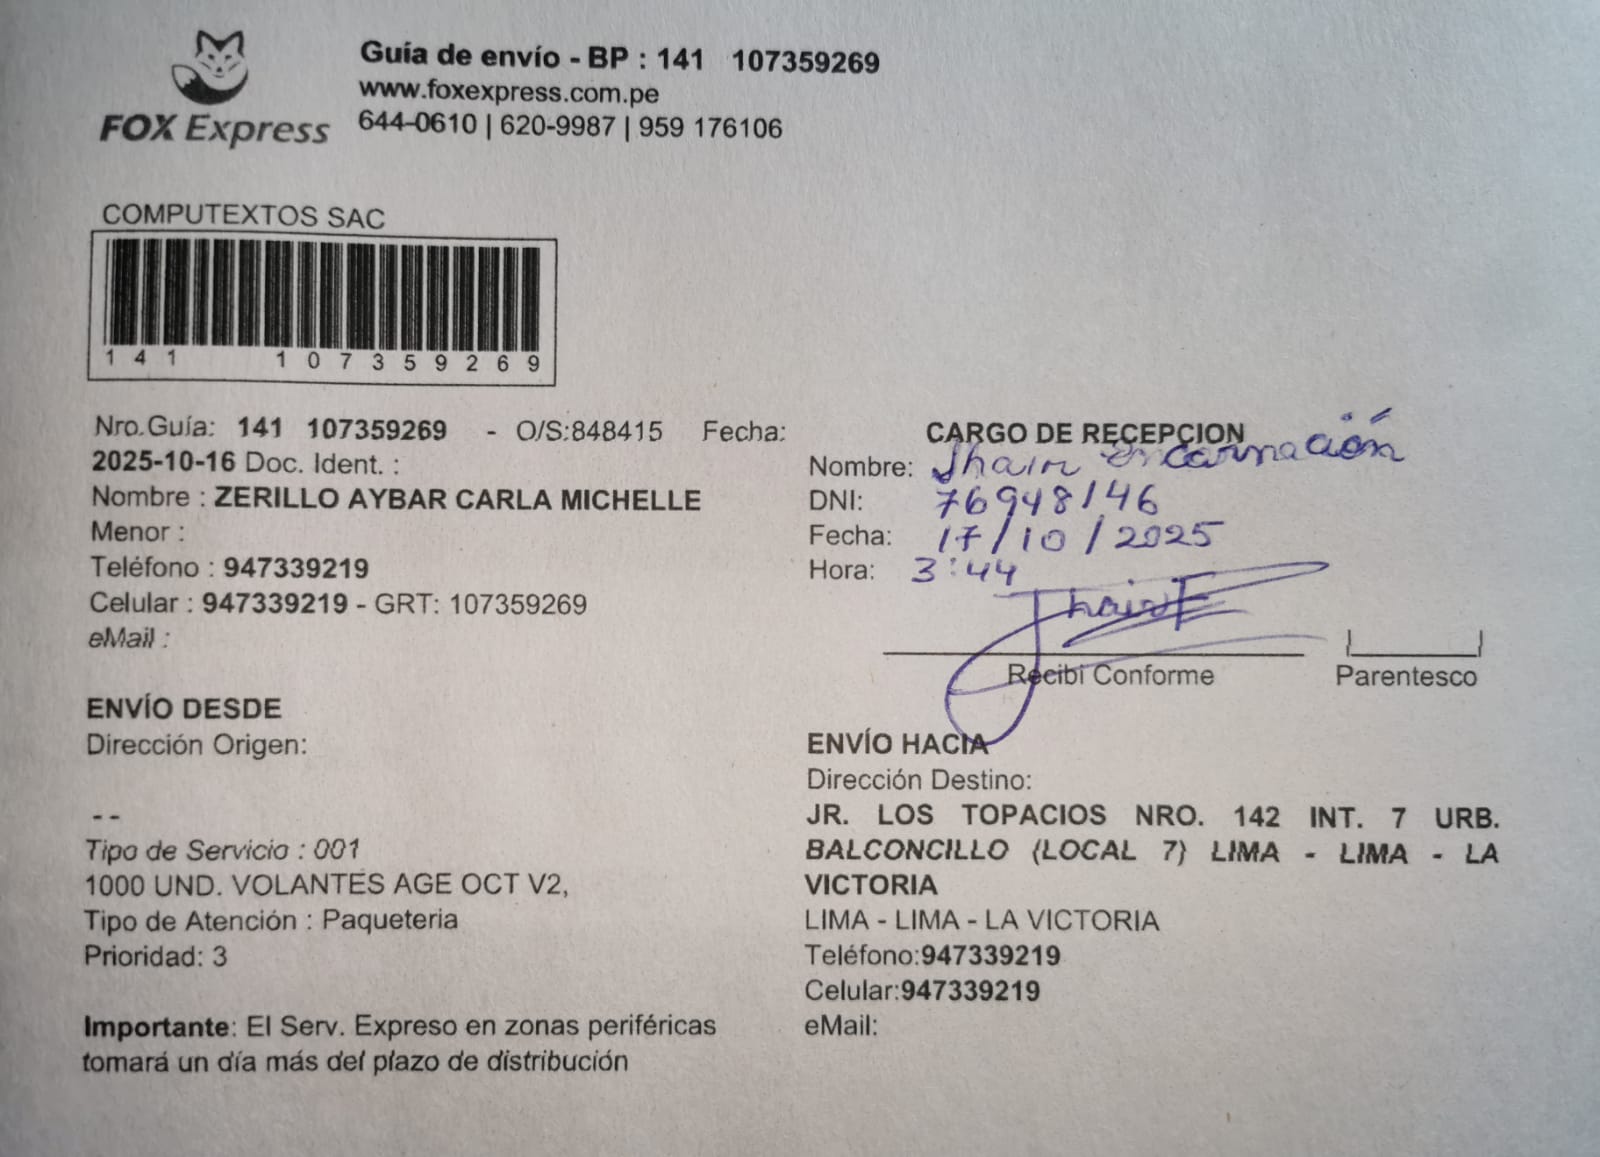 FOX Express
Guía de envío - BP : 141 107359269
www.foxexpress.com.pe
644-0610 | 620-9987 | 959 176106
COMPUTEXTOS SAC
141 107359269
Nro.Guía: 141 107359269 - O/S:848415 Fecha:
2025-10-16 Doc. Ident. :
Nombre : ZERILLO AYBAR CARLA MICHELLE
Menor :
Teléfono : 947339219
Celular : 947339219 - GRT: 107359269
eMail :
CARGO DE RECEPCION
Nombre: Jhair encarnación
DNI: 76948146
Fecha: 17/10/2025
Hora: 3:44
Jhair E
Recibi Conforme
Parentesco
ENVÍO DESDE
Dirección Origen:
--
Tipo de Servicio : 001
1000 UND. VOLANTES AGE OCT V2,
Tipo de Atención : Paqueteria
Prioridad: 3
Importante: El Serv. Expreso en zonas periféricas
tomará un día más del plazo de distribución
ENVÍO HACIA
Dirección Destino:
JR. LOS TOPACIOS NRO. 142 INT. 7 URB.
BALCONCILLO (LOCAL 7) LIMA - LIMA - LA
VICTORIA
LIMA - LIMA - LA VICTORIA
Teléfono:947339219
Celular:947339219
eMail: